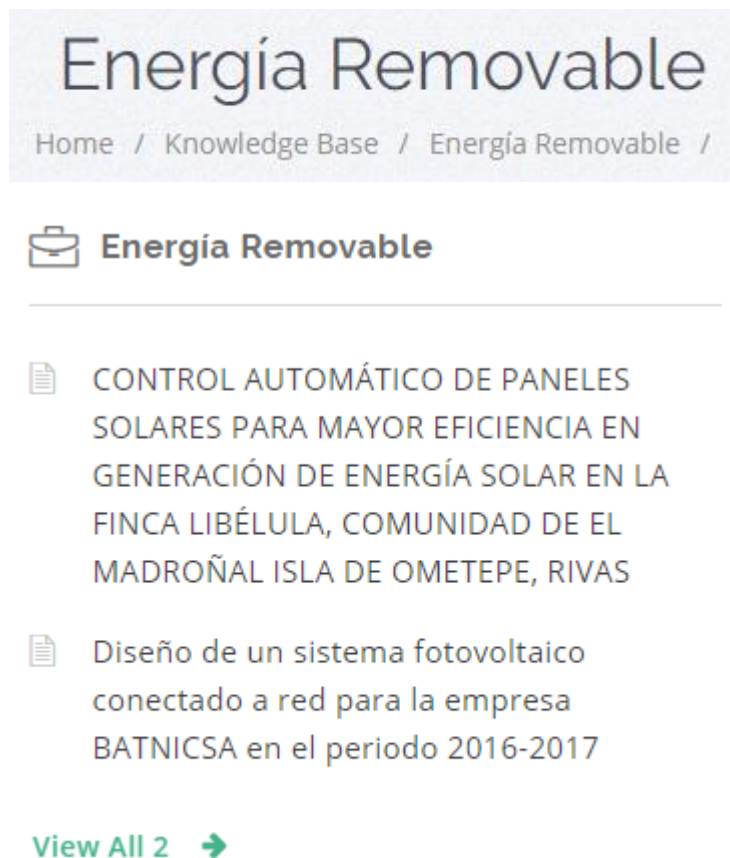 Energía Removable
Home / Knowledge Base / Energía Removable /
Energía Removable
CONTROL AUTOMÁTICO DE PANELES
SOLARES PARA MAYOR EFICIENCIA EN
GENERACIÓN DE ENERGÍA SOLAR EN LA
FINCA LIBÉLULA, COMUNIDAD DE EL
MADROÑAL ISLA DE OMETEPE, RIVAS
Diseño de un sistema fotovoltaico
conectado a red para la empresa
BATNICSA en el periodo 2016-2017
View All 2